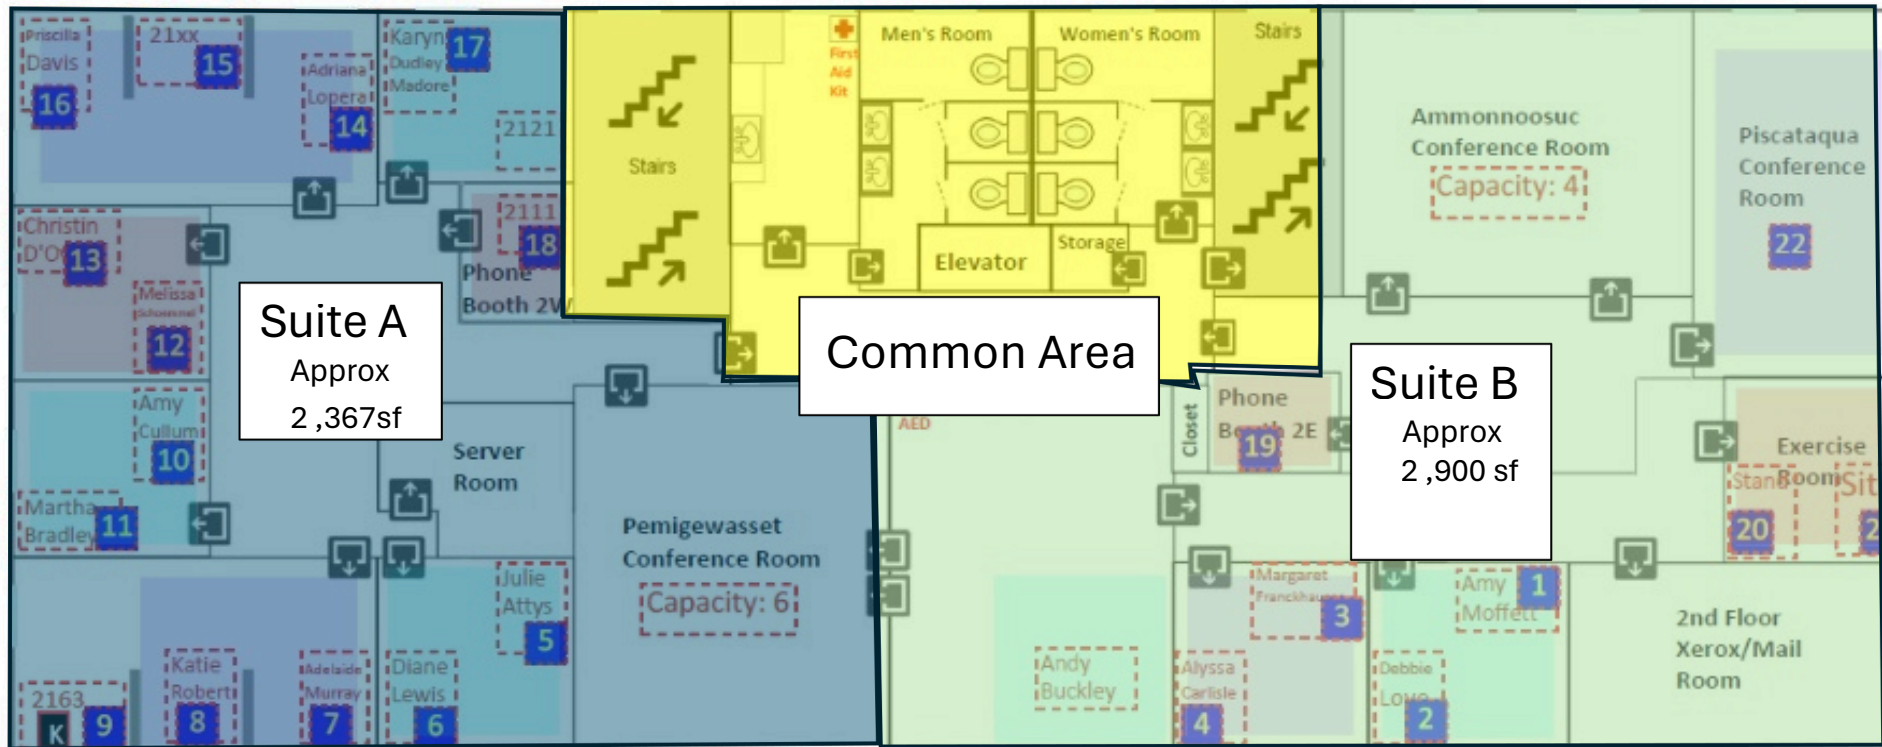 Priscilla
Davis
16
21xx
15
Adriana
Lopera
14
Karyn
Dudley
Madore
17
2121
Stairs
First
Aid
Kit
Men's Room
Women's Room
Stairs
Ammonnoosuc
Conference Room
Capacity: 4
Piscataqua
Conference
Room
22
Christin
D'O
13
Melissa
12
2111
18
Phone
Booth 2W
Elevator
Storage
Suite A
Approx
2 ,367sf
Common Area
Suite B
Approx
2 ,900 sf
Amy
Cullum
10
Martha
Bradley
11
Server
Room
Pemigewasset
Conference Room
Capacity: 6
AED
Closet
Phone
Booth 2E
19
Exercise
Room
Stand
Sit
20
2
2163
K
9
Katie
Robert
8
Adelaide
Murray
7
Diane
Lewis
6
Julie
Attys
5
Andy
Buckley
Margaret
3
Alyssa
Carlisle
4
Amy
Moffett
1
Debbie
2
2nd Floor
Xerox/Mail
Room